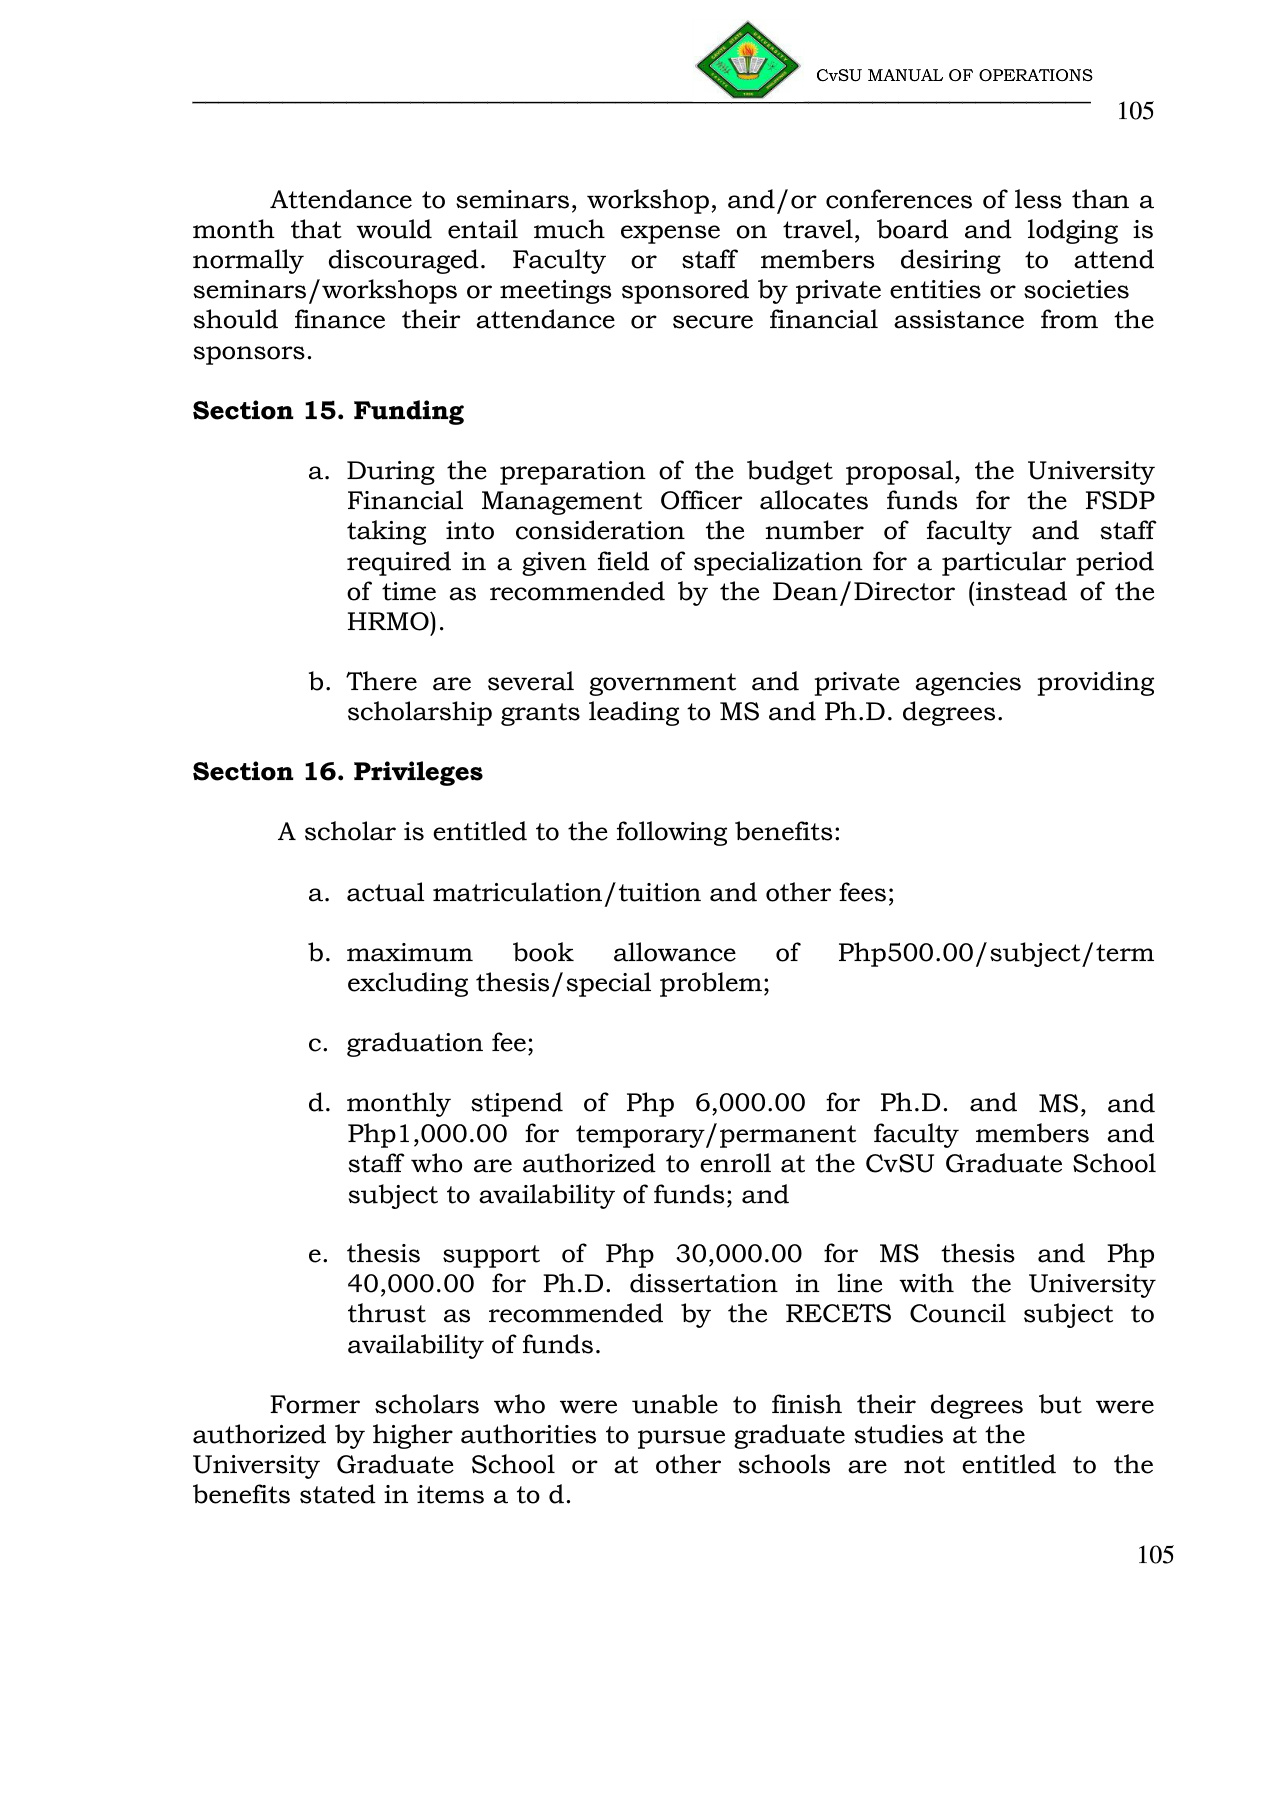 CvSU MANUAL OF OPERATIONS
105
Attendance to seminars, workshop, and/or conferences of less than a
month that would entail much expense on travel, board and lodging is
normally discouraged. Faculty or staff members desiring to attend
seminars/workshops or meetings sponsored by private entities or societies
should finance their attendance or secure financial assistance from the
sponsors.
Section 15. Funding
a. During the preparation of the budget proposal, the University
Financial Management Officer allocates funds for the FSDP
taking into consideration the number of faculty and staff
required in a given field of specialization for a particular period
of time as recommended by the Dean/Director (instead of the
HRMO).
b. There are several government and private agencies providing
scholarship grants leading to MS and Ph.D. degrees.
Section 16. Privileges
A scholar is entitled to the following benefits:
a. actual matriculation/tuition and other fees;
b. maximum book allowance of Php500.00/subject/term
excluding thesis/special problem;
c. graduation fee;
d. monthly stipend of Php 6,000.00 for Ph.D. and MS, and
Php1,000.00 for temporary/permanent faculty members and
staff who are authorized to enroll at the CvSU Graduate School
subject to availability of funds; and
e. thesis support of Php 30,000.00 for MS thesis and Php
40,000.00 for Ph.D. dissertation in line with the University
thrust as recommended by the RECETS Council subject to
availability of funds.
Former scholars who were unable to finish their degrees but were
authorized by higher authorities to pursue graduate studies at the
University Graduate School or at other schools are not entitled to the
benefits stated in items a to d.
105